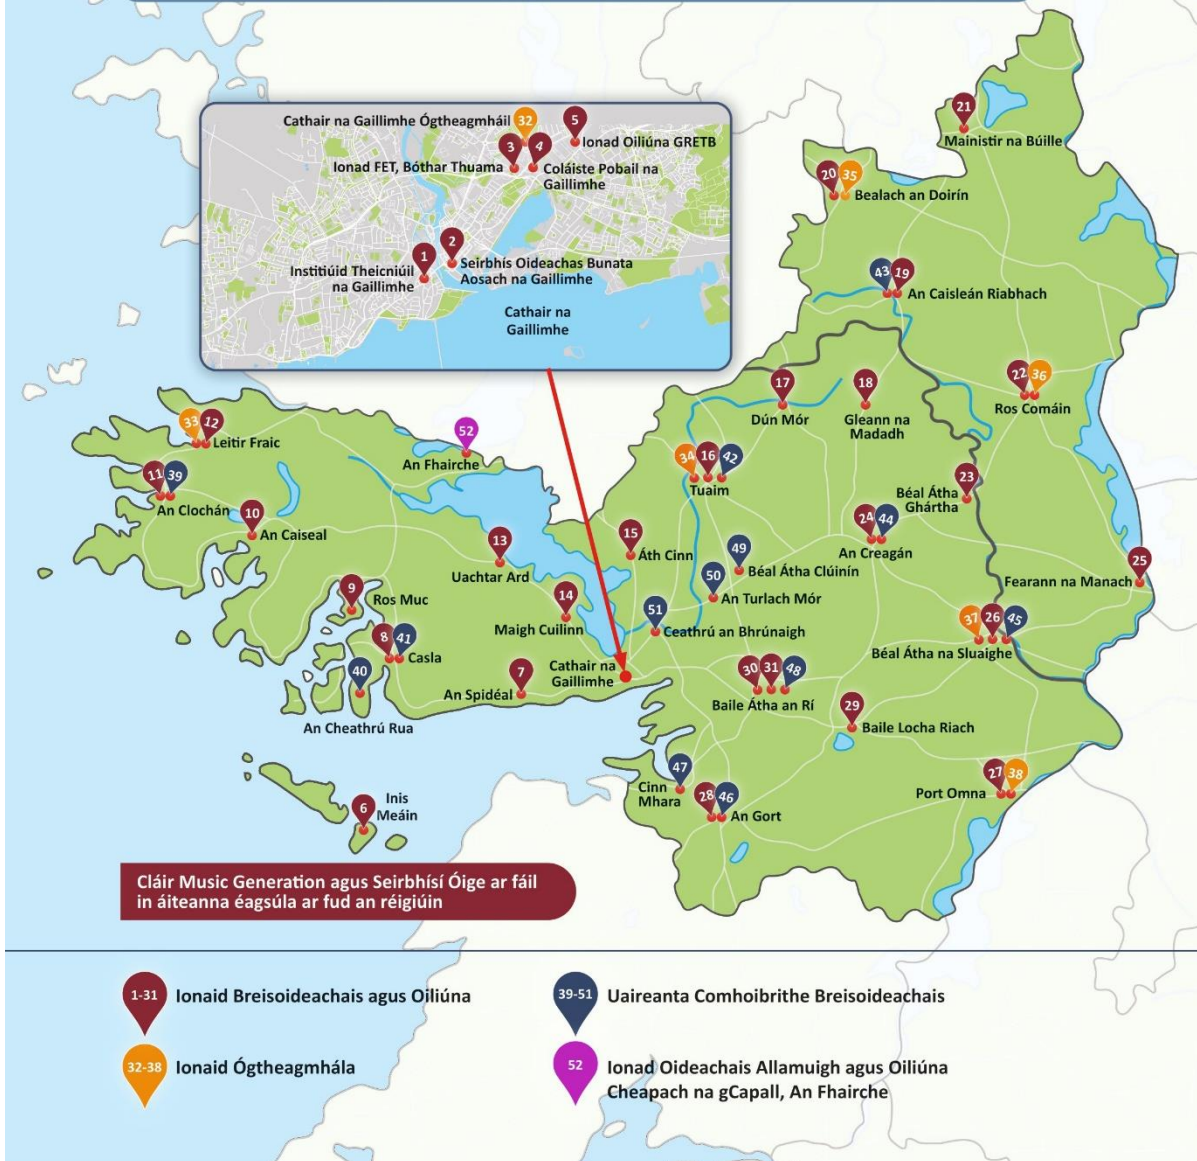 21
Mainistir na Búille
20
35
Bealach an Doirín
43
19
An Caisleán Riabhach
22
36
Ros Comáin
Cathair na Gaillimhe Ógtheagmháil
32
5
Ionad Oiliúna GRETB
3
4
Ionad FET, Bóthar Thuama
Coláiste Pobail na
Gaillimhe
1
2
Institiúid Theicniúil
na Gaillimhe
Seirbhís Oideachas Bunata
Aosach na Gaillimhe
Cathair na
Gaillimhe
17
Dún Mór
18
Gleann na
Madadh
33
12
Leitir Fraic
52
An Fhairche
34
16
42
Tuaim
11
39
An Clochán
23
Béal Átha
Ghártha
10
An Caiseal
24
44
An Creagán
13
Uachtar Ard
15
Áth Cinn
49
Béal Átha Clúinín
25
Fearann na Manach
50
An Turlach Mór
9
Ros Muc
14
Maigh Cuilinn
51
Ceathrú an Bhrúnaigh
37
26
45
Béal Átha na Sluaighe
8
41
Casla
40
An Cheathrú Rua
7
An Spidéal
Cathair na
Gaillimhe
30
31
48
Baile Átha an Rí
29
Baile Locha Riach
47
Cinn
Mhara
28
46
An Gort
27
38
Port Omna
6
Inis
Meáin
Cláir Music Generation agus Seirbhísí Óige ar fáil
in áiteanna éagsúla ar fud an réigiúin
1-31
Ionaid Breisoideachais agus Oiliúna
39-51
Uaireanta Comhoibrithe Breisoideachais
32-38
Ionaid Ógtheagmhála
52
Ionad Oideachais Allamuigh agus Oiliúna
Cheapach na gCapall, An Fhairche